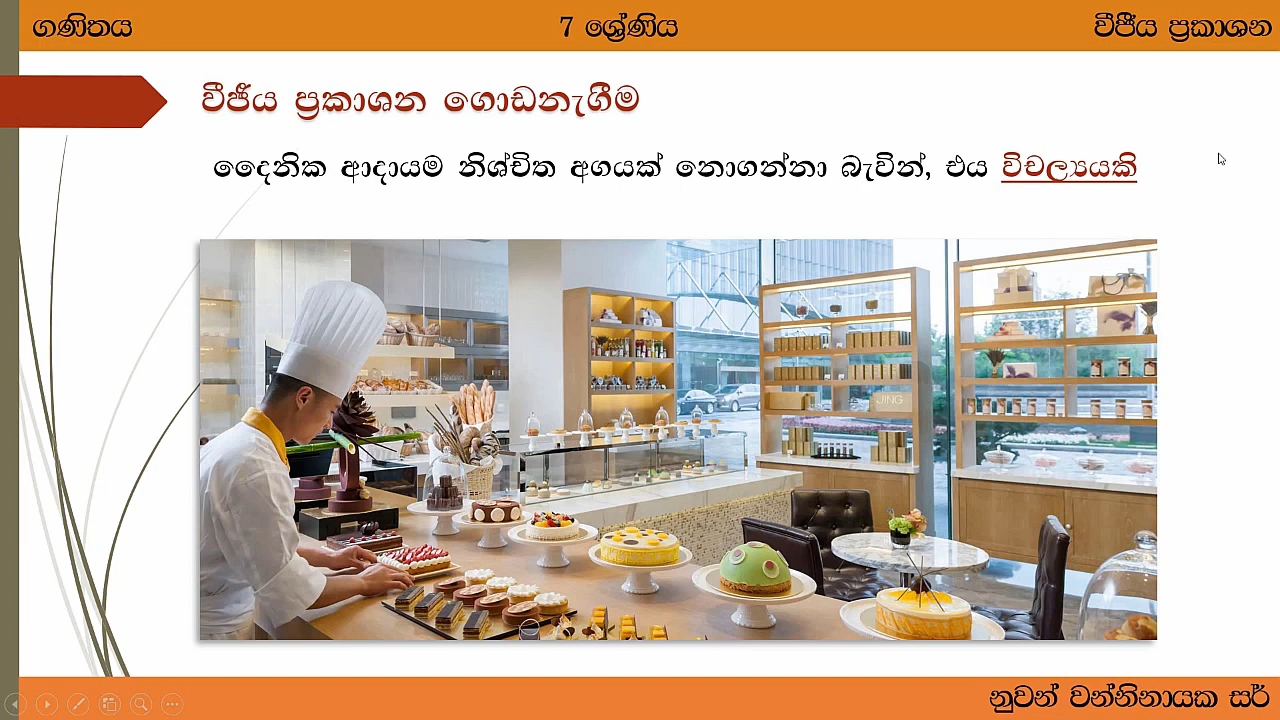 ගණිතය
7 ශ්‍රේණිය
වීජීය ප්‍රකාශන
වීජීය ප්‍රකාශන ගොඩනැගීම
දෛනික ආදායම නිශ්චිත අගයක් නොගන්නා බැවින්, එය විචල්‍යයකි
JING
නුවන් වන්නිනායක සර්